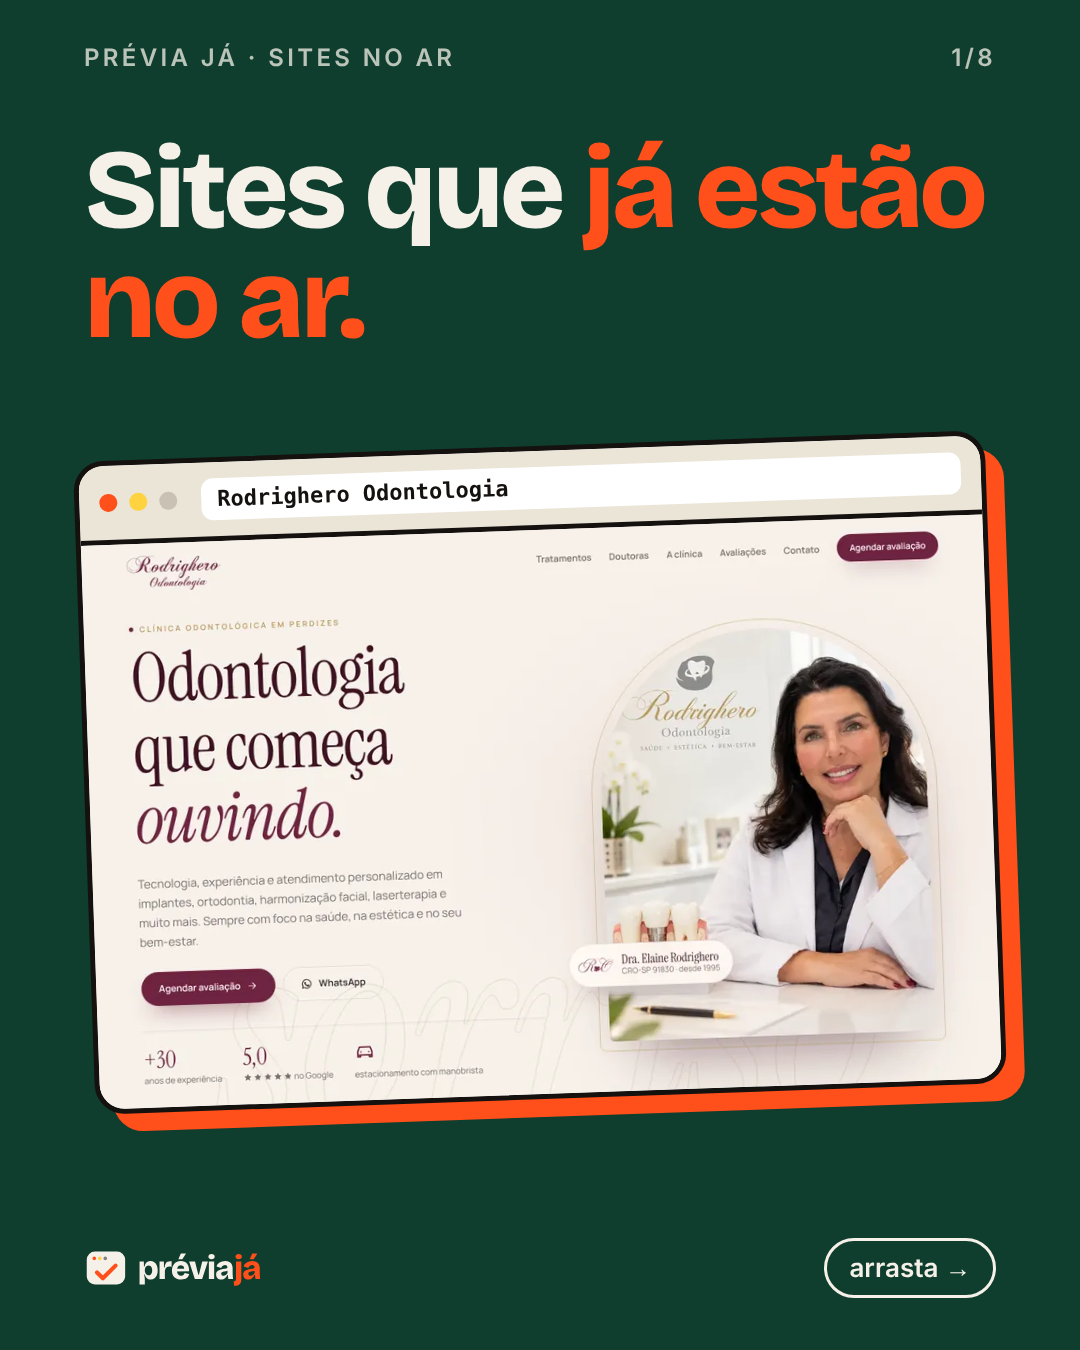 PRÉVIA JÁ · SITES NO AR
1/8
Sites que já estão
no ar.
Rodrighero Odontologia
Rodrighero
Odontologia
Tratamentos Doutoras A clínica Avaliações Contato Agendar avaliação
CLÍNICA ODONTOLÓGICA EM PERDIZES
Odontologia
que começa
ouvindo.
Tecnologia, experiência e atendimento personalizado em
implantes, ortodontia, harmonização facial, laserterapia e
muito mais. Sempre com foco na saúde, na estética e no seu
bem-estar.
Agendar avaliação →
WhatsApp
+30
anos de experiência
5,0
★★★★★ no Google
estacionamento com manobrista
Rodrighero
Odontologia
SAÚDE • ESTÉTICA • BEM-ESTAR
Dra. Elaine Rodrighero
CRO-SP 91830 · desde 1995
préviajá
arrasta →